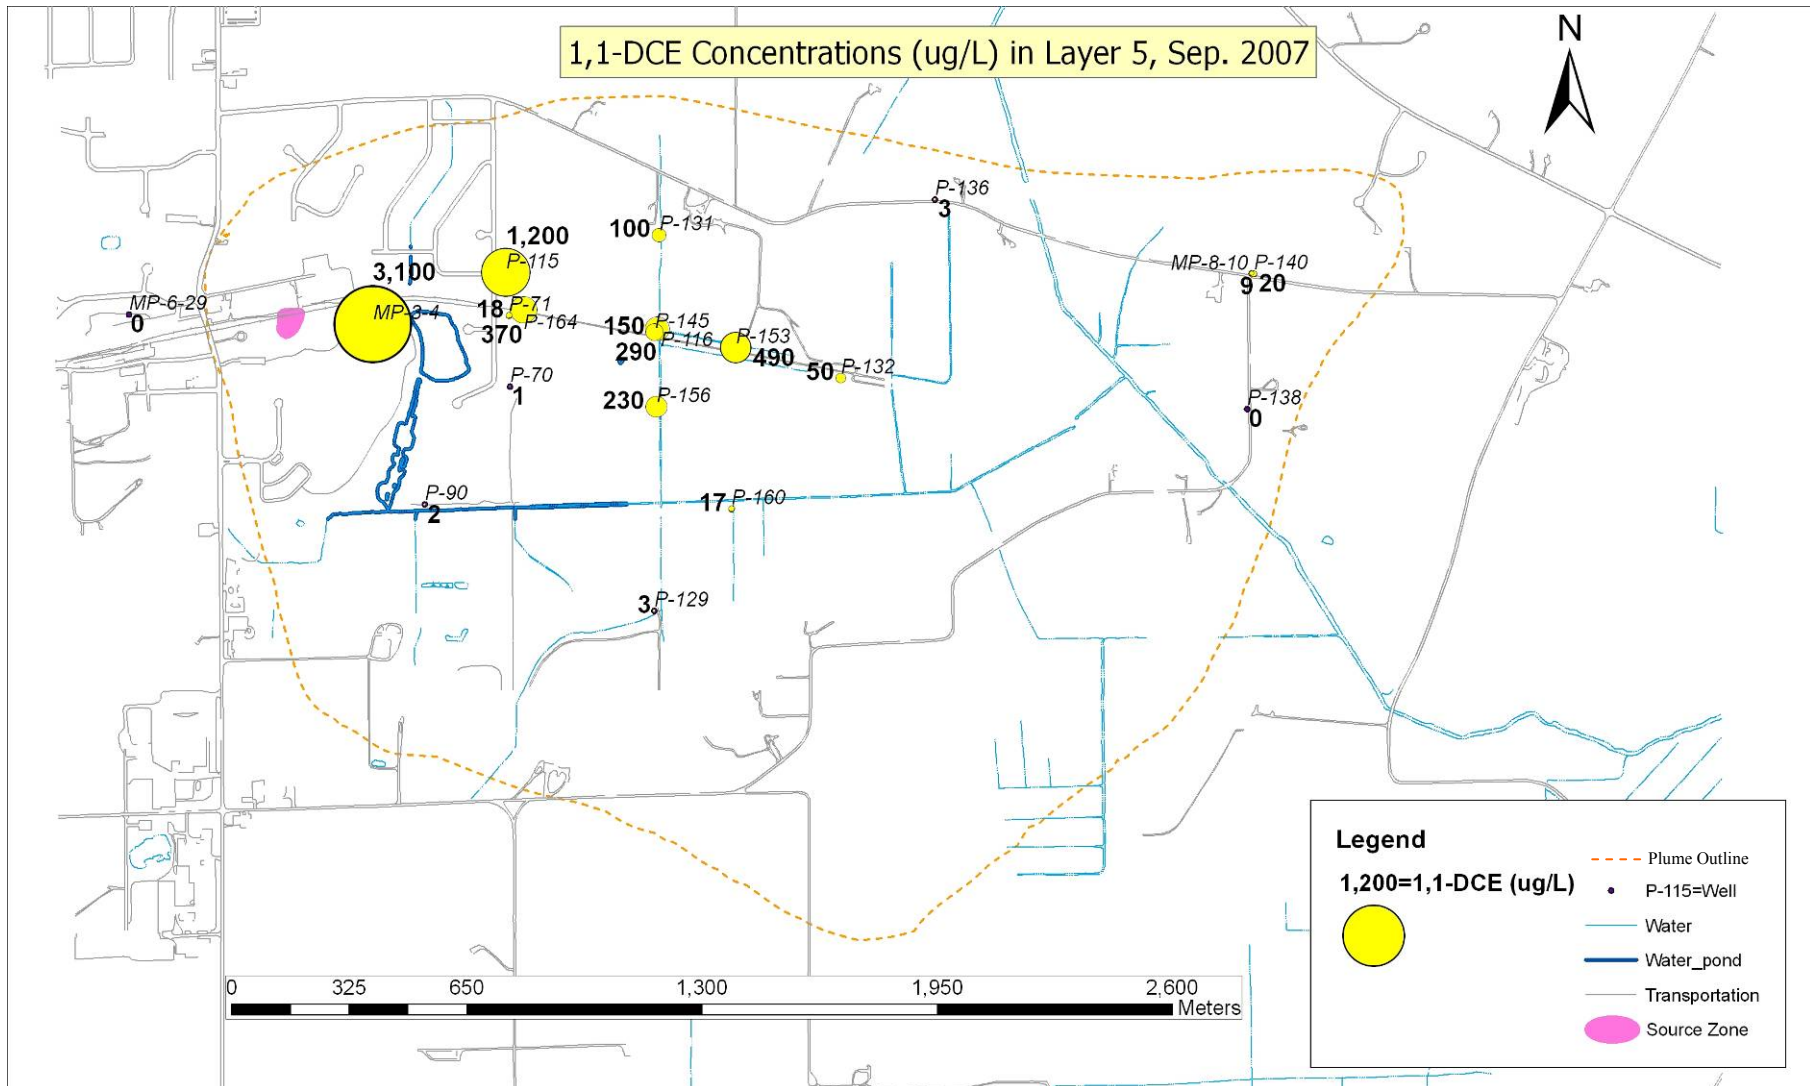 1,1-DCE Concentrations (ug/L) in Layer 5, Sep. 2007
N
P-136
3
100 P-131
1,200
P-115
3,100
MP-3-4
MP-6-29
0
18 P-71
P-164
370
150 P-145
P-116
290
P-153
490
50 P-132
MP-8-10 P-140
9 20
P-70
1
230 P-156
P-138
0
P-90
2
17 P-160
3 P-129
Legend
1,200=1,1-DCE (ug/L)
Plume Outline
P-115=Well
Water
Water_pond
Transportation
Source Zone
0 325 650 1,300 1,950 2,600
Meters